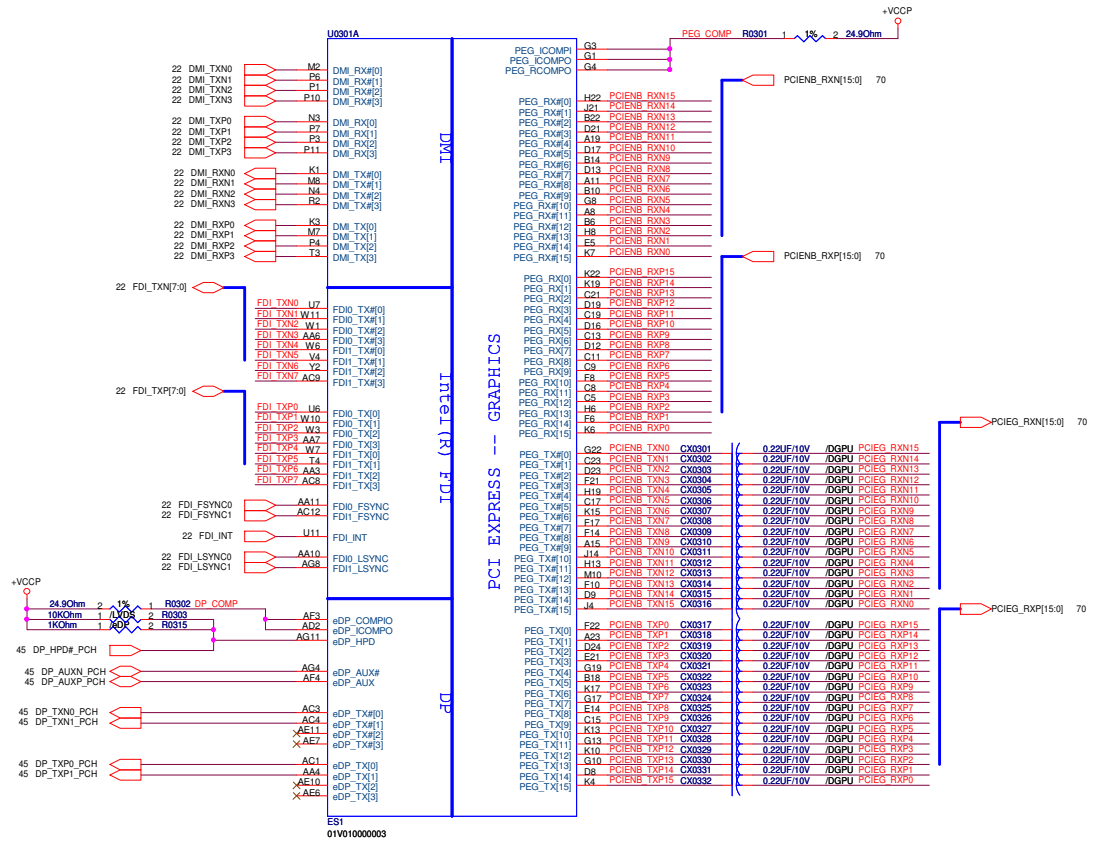 +VCCP
U0301A
PEG_COMP R0301 1 1% 2 24.9Ohm
PEG_ICOMPI G3
PEG_ICOMPO G1
PEG_RCOMPO G4
22 DMI_TXN0 M2 DMI_RX#[0]
22 DMI_TXN1 P6 DMI_RX#[1]
22 DMI_TXN2 P1 DMI_RX#[2]
22 DMI_TXN3 P10 DMI_RX#[3]
22 DMI_TXP0 N3 DMI_RX[0]
22 DMI_TXP1 P7 DMI_RX[1]
22 DMI_TXP2 P3 DMI_RX[2]
22 DMI_TXP3 P11 DMI_RX[3]
22 DMI_RXN0 K1 DMI_TX#[0]
22 DMI_RXN1 M8 DMI_TX#[1]
22 DMI_RXN2 N4 DMI_TX#[2]
22 DMI_RXN3 R2 DMI_TX#[3]
22 DMI_RXP0 K3 DMI_TX[0]
22 DMI_RXP1 M7 DMI_TX[1]
22 DMI_RXP2 P4 DMI_TX[2]
22 DMI_RXP3 T3 DMI_TX[3]
DMI
22 FDI_TXN[7:0]
FDI_TXN0 U7 FDI0_TX#[0]
FDI_TXN1 W11 FDI0_TX#[1]
FDI_TXN2 W1 FDI0_TX#[2]
FDI_TXN3 AA6 FDI0_TX#[3]
FDI_TXN4 W6 FDI1_TX#[0]
FDI_TXN5 V4 FDI1_TX#[1]
FDI_TXN6 Y2 FDI1_TX#[2]
FDI_TXN7 AC9 FDI1_TX#[3]
22 FDI_TXP[7:0]
FDI_TXP0 U6 FDI0_TX[0]
FDI_TXP1 W10 FDI0_TX[1]
FDI_TXP2 W3 FDI0_TX[2]
FDI_TXP3 AA7 FDI0_TX[3]
FDI_TXP4 W7 FDI1_TX[0]
FDI_TXP5 T4 FDI1_TX[1]
FDI_TXP6 AA3 FDI1_TX[2]
FDI_TXP7 AC8 FDI1_TX[3]
22 FDI_FSYNC0 AA11 FDI0_FSYNC
22 FDI_FSYNC1 AC12 FDI1_FSYNC
22 FDI_INT U11 FDI_INT
22 FDI_LSYNC0 AA10 FDI0_LSYNC
22 FDI_LSYNC1 AG8 FDI1_LSYNC
Intel(R) FDI
+VCCP
24.9Ohm 2 1% 1 R0302 DP_COMP
10KOhm 1 /LVDS 2 R0303
1KOhm 1 eDP 2 R0315
AF3 eDP_COMPIO
AD2 eDP_ICOMPO
AG11 eDP_HPD
45 DP_HPD#_PCH
45 DP_AUXN_PCH AG4 eDP_AUX#
45 DP_AUXP_PCH AF4 eDP_AUX
45 DP_TXN0_PCH AC3 eDP_TX#[0]
45 DP_TXN1_PCH AC4 eDP_TX#[1]
AE11 eDP_TX#[2]
AE7 eDP_TX#[3]
45 DP_TXP0_PCH AC1 eDP_TX[0]
45 DP_TXP1_PCH AA4 eDP_TX[1]
AE10 eDP_TX[2]
AE6 eDP_TX[3]
DP
ES1
01V010000003
PCI EXPRESS -- GRAPHICS
PCIENB_RXN[15:0] 70
PEG_RX#[0] H22 PCIENB_RXN15
PEG_RX#[1] J21 PCIENB_RXN14
PEG_RX#[2] B22 PCIENB_RXN13
PEG_RX#[3] D21 PCIENB_RXN12
PEG_RX#[4] A19 PCIENB_RXN11
PEG_RX#[5] D17 PCIENB_RXN10
PEG_RX#[6] B14 PCIENB_RXN9
PEG_RX#[7] D13 PCIENB_RXN8
PEG_RX#[8] A11 PCIENB_RXN7
PEG_RX#[9] B10 PCIENB_RXN6
PEG_RX#[10] G8 PCIENB_RXN5
PEG_RX#[11] A8 PCIENB_RXN4
PEG_RX#[12] B6 PCIENB_RXN3
PEG_RX#[13] H8 PCIENB_RXN2
PEG_RX#[14] E5 PCIENB_RXN1
PEG_RX#[15] K7 PCIENB_RXN0
PCIENB_RXP[15:0] 70
PEG_RX[0] K22 PCIENB_RXP15
PEG_RX[1] K19 PCIENB_RXP14
PEG_RX[2] C21 PCIENB_RXP13
PEG_RX[3] D19 PCIENB_RXP12
PEG_RX[4] C19 PCIENB_RXP11
PEG_RX[5] D16 PCIENB_RXP10
PEG_RX[6] C13 PCIENB_RXP9
PEG_RX[7] D12 PCIENB_RXP8
PEG_RX[8] C11 PCIENB_RXP7
PEG_RX[9] C9 PCIENB_RXP6
PEG_RX[10] F8 PCIENB_RXP5
PEG_RX[11] C8 PCIENB_RXP4
PEG_RX[12] C5 PCIENB_RXP3
PEG_RX[13] H6 PCIENB_RXP2
PEG_RX[14] F6 PCIENB_RXP1
PEG_RX[15] K6 PCIENB_RXP0
PCIEG_RXN[15:0] 70
PEG_TX#[0] G22 PCIENB_TXN0 CX0301 0.22UF/10V /DGPU PCIEG_RXN15
PEG_TX#[1] C23 PCIENB_TXN1 CX0302 0.22UF/10V /DGPU PCIEG_RXN14
PEG_TX#[2] D23 PCIENB_TXN2 CX0303 0.22UF/10V /DGPU PCIEG_RXN13
PEG_TX#[3] F21 PCIENB_TXN3 CX0304 0.22UF/10V /DGPU PCIEG_RXN12
PEG_TX#[4] H19 PCIENB_TXN4 CX0305 0.22UF/10V /DGPU PCIEG_RXN11
PEG_TX#[5] C17 PCIENB_TXN5 CX0306 0.22UF/10V /DGPU PCIEG_RXN10
PEG_TX#[6] K15 PCIENB_TXN6 CX0307 0.22UF/10V /DGPU PCIEG_RXN9
PEG_TX#[7] F17 PCIENB_TXN7 CX0308 0.22UF/10V /DGPU PCIEG_RXN8
PEG_TX#[8] F14 PCIENB_TXN8 CX0309 0.22UF/10V /DGPU PCIEG_RXN7
PEG_TX#[9] A15 PCIENB_TXN9 CX0310 0.22UF/10V /DGPU PCIEG_RXN6
PEG_TX#[10] J14 PCIENB_TXN10 CX0311 0.22UF/10V /DGPU PCIEG_RXN5
PEG_TX#[11] H13 PCIENB_TXN11 CX0312 0.22UF/10V /DGPU PCIEG_RXN4
PEG_TX#[12] M10 PCIENB_TXN12 CX0313 0.22UF/10V /DGPU PCIEG_RXN3
PEG_TX#[13] F10 PCIENB_TXN13 CX0314 0.22UF/10V /DGPU PCIEG_RXN2
PEG_TX#[14] D9 PCIENB_TXN14 CX0315 0.22UF/10V /DGPU PCIEG_RXN1
PEG_TX#[15] J4 PCIENB_TXN15 CX0316 0.22UF/10V /DGPU PCIEG_RXN0
PCIEG_RXP[15:0] 70
PEG_TX[0] F22 PCIENB_TXP0 CX0317 0.22UF/10V /DGPU PCIEG_RXP15
PEG_TX[1] A23 PCIENB_TXP1 CX0318 0.22UF/10V /DGPU PCIEG_RXP14
PEG_TX[2] D24 PCIENB_TXP2 CX0319 0.22UF/10V /DGPU PCIEG_RXP13
PEG_TX[3] E21 PCIENB_TXP3 CX0320 0.22UF/10V /DGPU PCIEG_RXP12
PEG_TX[4] G19 PCIENB_TXP4 CX0321 0.22UF/10V /DGPU PCIEG_RXP11
PEG_TX[5] B18 PCIENB_TXP5 CX0322 0.22UF/10V /DGPU PCIEG_RXP10
PEG_TX[6] K17 PCIENB_TXP6 CX0323 0.22UF/10V /DGPU PCIEG_RXP9
PEG_TX[7] G17 PCIENB_TXP7 CX0324 0.22UF/10V /DGPU PCIEG_RXP8
PEG_TX[8] E14 PCIENB_TXP8 CX0325 0.22UF/10V /DGPU PCIEG_RXP7
PEG_TX[9] C15 PCIENB_TXP9 CX0326 0.22UF/10V /DGPU PCIEG_RXP6
PEG_TX[10] K13 PCIENB_TXP10 CX0327 0.22UF/10V /DGPU PCIEG_RXP5
PEG_TX[11] G13 PCIENB_TXP11 CX0328 0.22UF/10V /DGPU PCIEG_RXP4
PEG_TX[12] K10 PCIENB_TXP12 CX0329 0.22UF/10V /DGPU PCIEG_RXP3
PEG_TX[13] G10 PCIENB_TXP13 CX0330 0.22UF/10V /DGPU PCIEG_RXP2
PEG_TX[14] D8 PCIENB_TXP14 CX0331 0.22UF/10V /DGPU PCIEG_RXP1
PEG_TX[15] K4 PCIENB_TXP15 CX0332 0.22UF/10V /DGPU PCIEG_RXP0